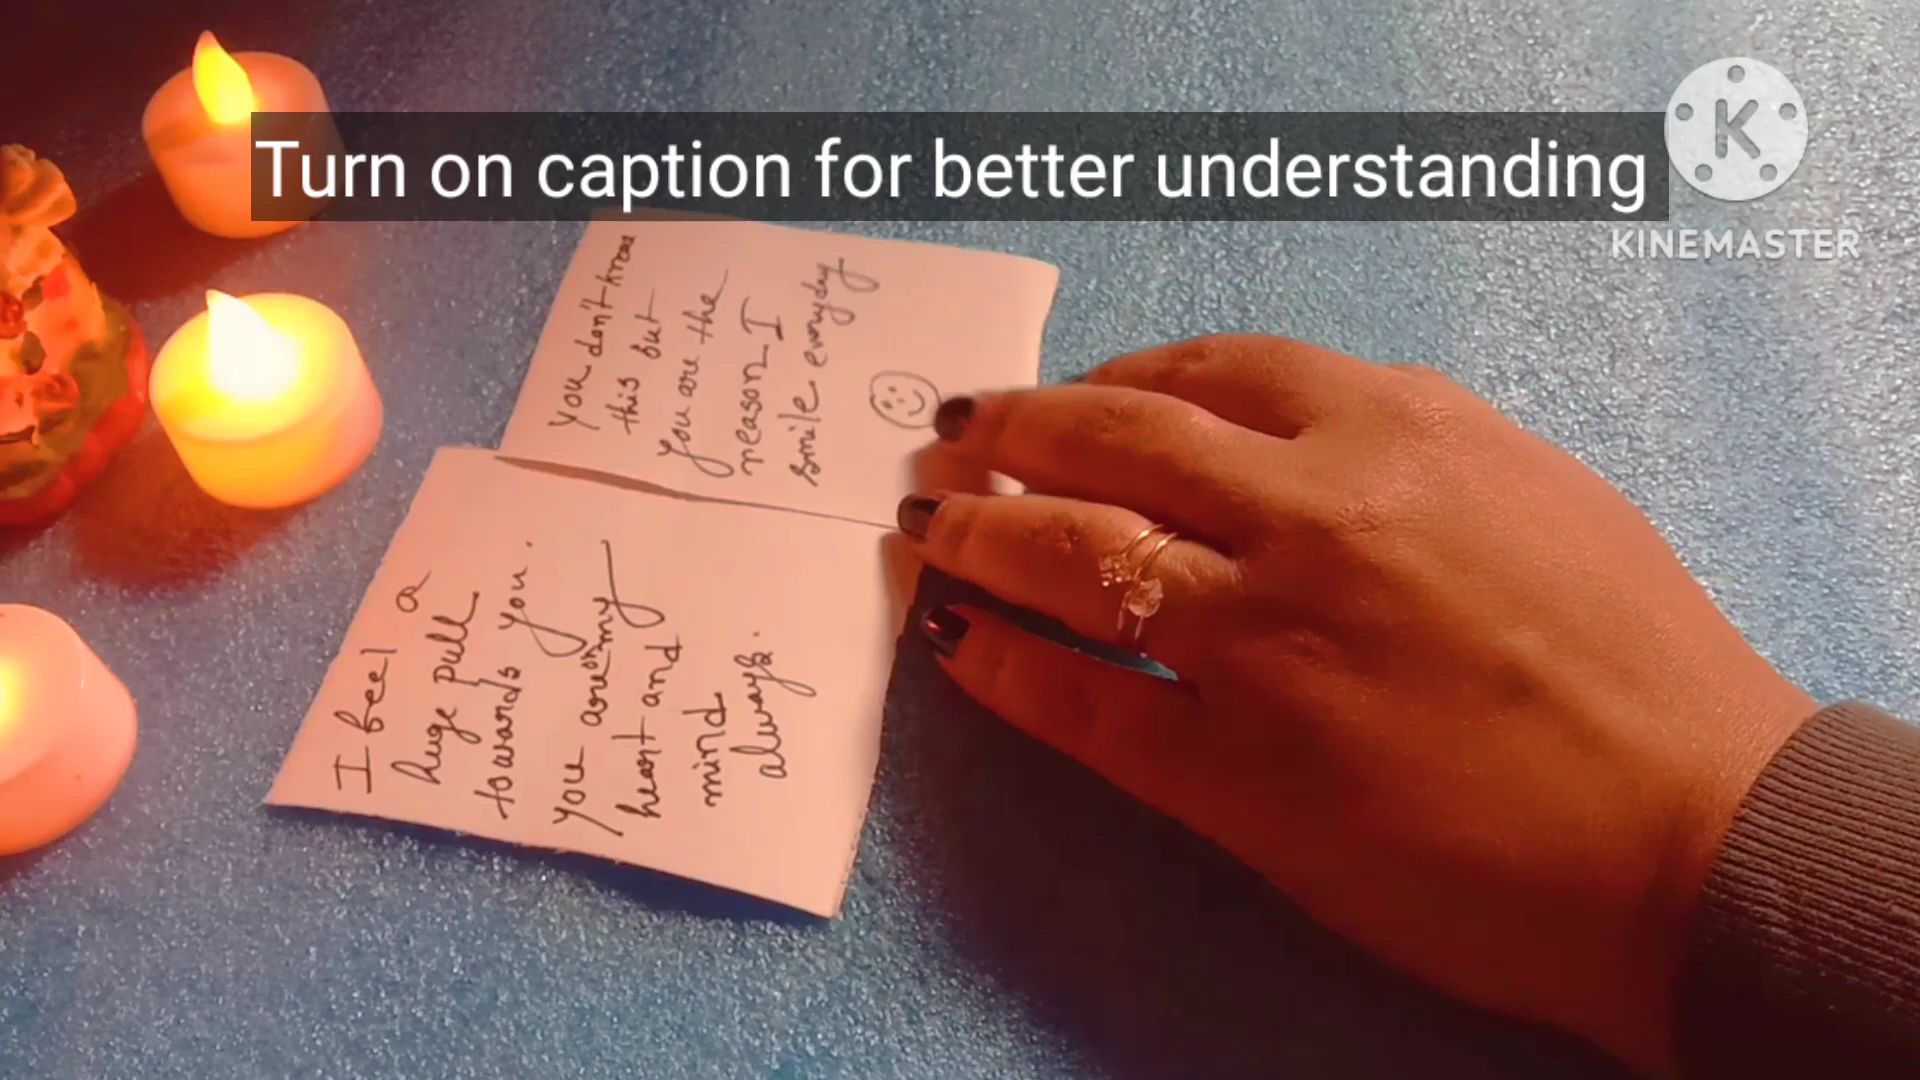 Turn on caption for better understanding
KINEMASTER
You don't know
this but
you are the
reason I
smile everyday
I feel a
huge pull
towards you.
You are on my
heart and
mind
always.